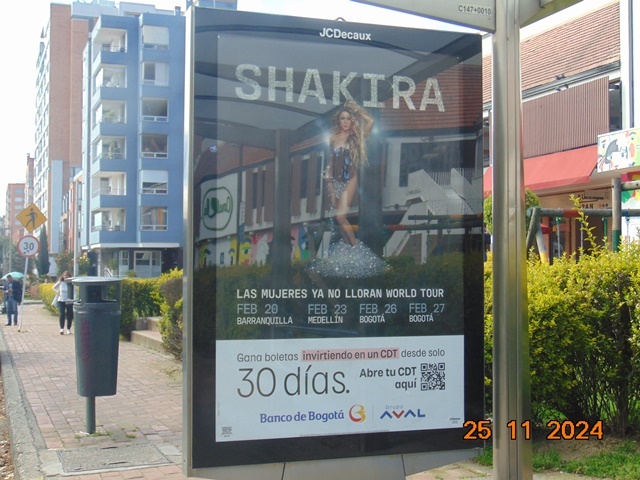 C147+0010
JCDecaux
SHAKIRA
LAS MUJERES YA NO LLORAN WORLD TOUR
FEB 20 FEB 23 FEB 26 FEB 27
BARRANQUILLA MEDELLÍN BOGOTÁ BOGOTÁ
Gana boletas invirtiendo en un CDT desde solo
30 días.
Abre tu CDT
aquí
Banco de Bogotá Grupo AVAL
30
25 11 2024